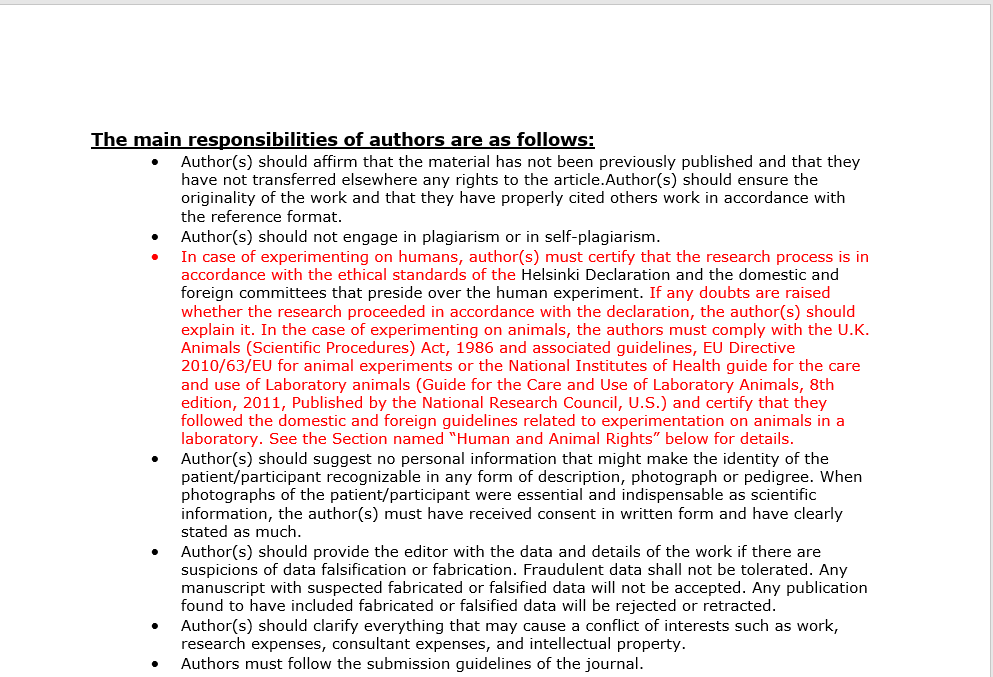 The main responsibilities of authors are as follows:
• Author(s) should affirm that the material has not been previously published and that they
have not transferred elsewhere any rights to the article.Author(s) should ensure the
originality of the work and that they have properly cited others work in accordance with
the reference format.
• Author(s) should not engage in plagiarism or in self-plagiarism.
• In case of experimenting on humans, author(s) must certify that the research process is in
accordance with the ethical standards of the Helsinki Declaration and the domestic and
foreign committees that preside over the human experiment. If any doubts are raised
whether the research proceeded in accordance with the declaration, the author(s) should
explain it. In the case of experimenting on animals, the authors must comply with the U.K.
Animals (Scientific Procedures) Act, 1986 and associated guidelines, EU Directive
2010/63/EU for animal experiments or the National Institutes of Health guide for the care
and use of Laboratory animals (Guide for the Care and Use of Laboratory Animals, 8th
edition, 2011, Published by the National Research Council, U.S.) and certify that they
followed the domestic and foreign guidelines related to experimentation on animals in a
laboratory. See the Section named “Human and Animal Rights” below for details.
• Author(s) should suggest no personal information that might make the identity of the
patient/participant recognizable in any form of description, photograph or pedigree. When
photographs of the patient/participant were essential and indispensable as scientific
information, the author(s) must have received consent in written form and have clearly
stated as much.
• Author(s) should provide the editor with the data and details of the work if there are
suspicions of data falsification or fabrication. Fraudulent data shall not be tolerated. Any
manuscript with suspected fabricated or falsified data will not be accepted. Any publication
found to have included fabricated or falsified data will be rejected or retracted.
• Author(s) should clarify everything that may cause a conflict of interests such as work,
research expenses, consultant expenses, and intellectual property.
• Authors must follow the submission guidelines of the journal.